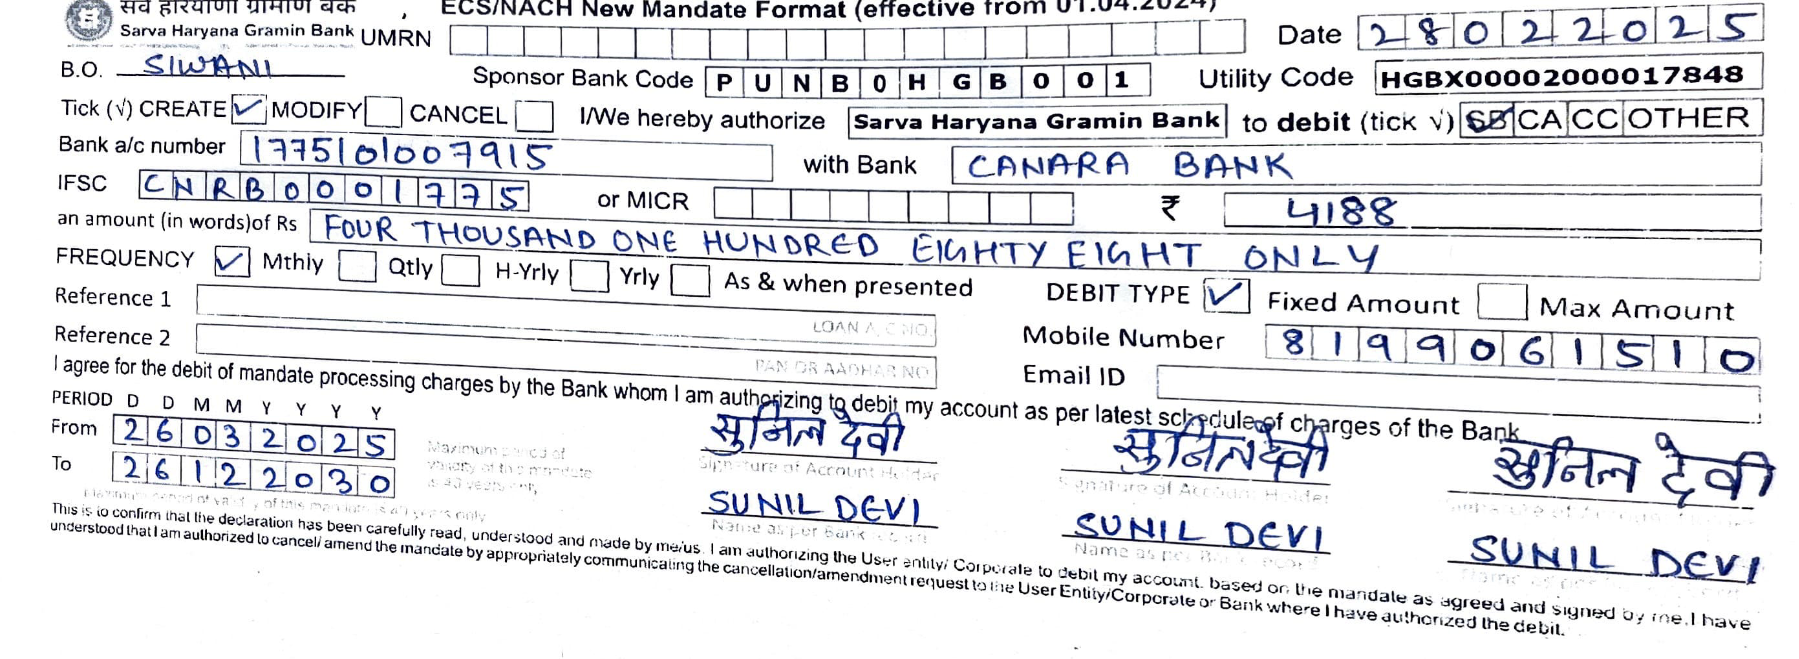 सर्व हरियाणा ग्रामीण बैंक , ECS/NACH New Mandate Format (effective from 01.04.2024)
Sarva Haryana Gramin Bank UMRN Date 28022025
B.O. SIWANI Sponsor Bank Code PUNB0HGB001 Utility Code HGBX00002000017848
Tick (√) CREATE ✓ MODIFY CANCEL I/We hereby authorize Sarva Haryana Gramin Bank to debit (tick √) SB CA CC OTHER
Bank a/c number 1775101007915 with Bank CANARA BANK
IFSC CNRB0001775 or MICR ₹ 4188
an amount (in words)of Rs FOUR THOUSAND ONE HUNDRED EIGHTY EIGHT ONLY
FREQUENCY ✓ Mthly Qtly H-Yrly Yrly As & when presented DEBIT TYPE ✓ Fixed Amount Max Amount
Reference 1 LOAN A/C NO. Mobile Number 8199061510
Reference 2 PAN OR AADHAR NO Email ID
I agree for the debit of mandate processing charges by the Bank whom I am authorizing to debit my account as per latest schedule of charges of the Bank
PERIOD D D M M Y Y Y Y
From 26032025 Maximum period of validity of this mandate is 40 years only
To 26122030
सुनिल देवी सुनिल देवी सुनिल देवी
Signature of Account Holder Signature of Account Holder
SUNIL DEVI SUNIL DEVI SUNIL DEVI
Name as per Bank Name as per
This is to confirm that the declaration has been carefully read, understood and made by me/us. I am authorizing the User entity/ Corporate to debit my account. based on the mandate as agreed and signed by me.I have
understood that I am authorized to cancel/ amend the mandate by appropriately communicating the cancellation/amendment request to the User Entity/Corporate or Bank where I have authorized the debit.